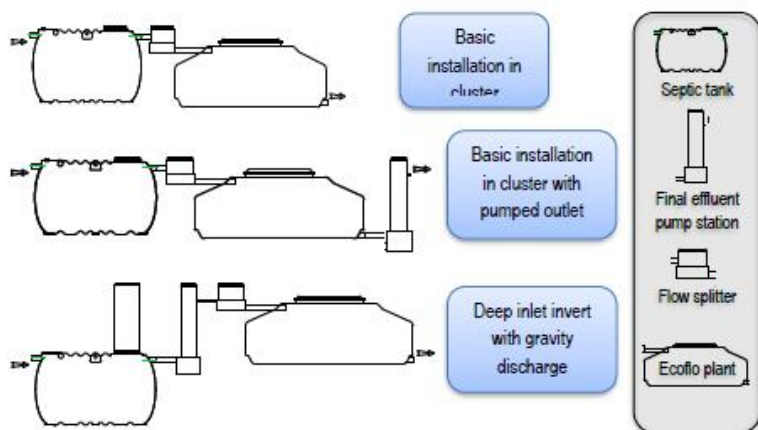 Basic
installation in
cluster
Basic installation
in cluster with
pumped outlet
Deep inlet invert
with gravity
discharge
Septic tank
Final effluent
pump station
Flow splitter
Ecoflo plant